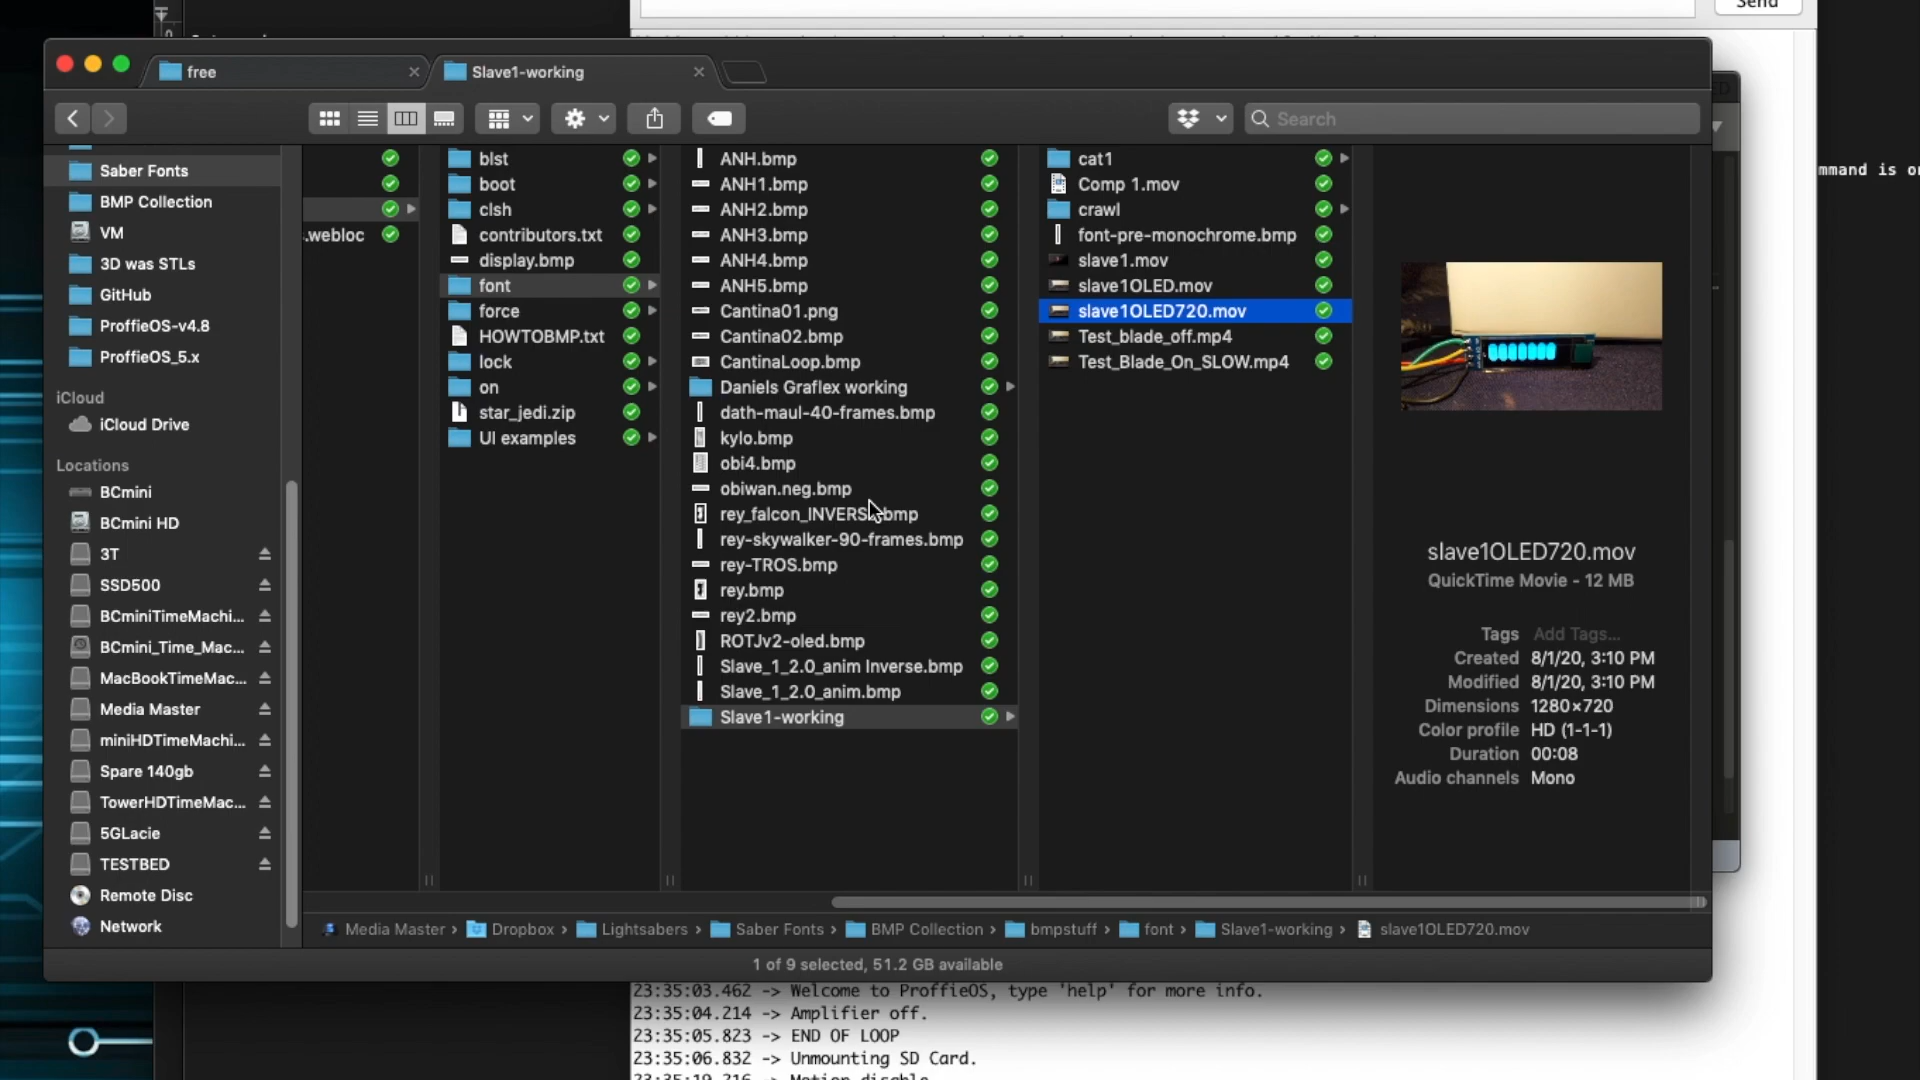 Send
free
Slave1-working
Search
Saber Fonts
BMP Collection
VM
3D was STLs
GitHub
ProffieOS-v4.8
ProffieOS_5.x
iCloud
iCloud Drive
Locations
BCmini
BCmini HD
3T
SSD500
BCminiTimeMachi...
BCmini_Time_Mac...
MacBookTimeMac...
Media Master
miniHDTimeMachi...
Spare 140gb
TowerHDTimeMac...
5GLacie
TESTBED
Remote Disc
Network
.webloc
blst
boot
clsh
contributors.txt
display.bmp
font
force
HOWTOBMP.txt
lock
on
star_jedi.zip
UI examples
ANH.bmp
ANH1.bmp
ANH2.bmp
ANH3.bmp
ANH4.bmp
ANH5.bmp
Cantina01.png
Cantina02.bmp
CantinaLoop.bmp
Daniels Graflex working
dath-maul-40-frames.bmp
kylo.bmp
obi4.bmp
obiwan.neg.bmp
rey_falcon_INVERS bmp
rey-skywalker-90-frames.bmp
rey-TROS.bmp
rey.bmp
rey2.bmp
ROTJv2-oled.bmp
Slave_1_2.0_anim Inverse.bmp
Slave_1_2.0_anim.bmp
Slave1-working
cat1
Comp 1.mov
crawl
font-pre-monochrome.bmp
slave1.mov
slave1OLED.mov
slave1OLED720.mov
Test_blade_off.mp4
Test_Blade_On_SLOW.mp4
slave1OLED720.mov
QuickTime Movie - 12 MB
Tags Add Tags...
Created 8/1/20, 3:10 PM
Modified 8/1/20, 3:10 PM
Dimensions 1280×720
Color profile HD (1-1-1)
Duration 00:08
Audio channels Mono
mmand is on
Media Master › Dropbox › Lightsabers › Saber Fonts › BMP Collection › bmpstuff › font › Slave1-working › slave1OLED720.mov
1 of 9 selected, 51.2 GB available
23:35:03.462 -> Welcome to ProffieOS, type 'help' for more info.
23:35:04.214 -> Amplifier off.
23:35:05.823 -> END OF LOOP
23:35:06.832 -> Unmounting SD Card.
23:35:19.216 -> Motion disable.